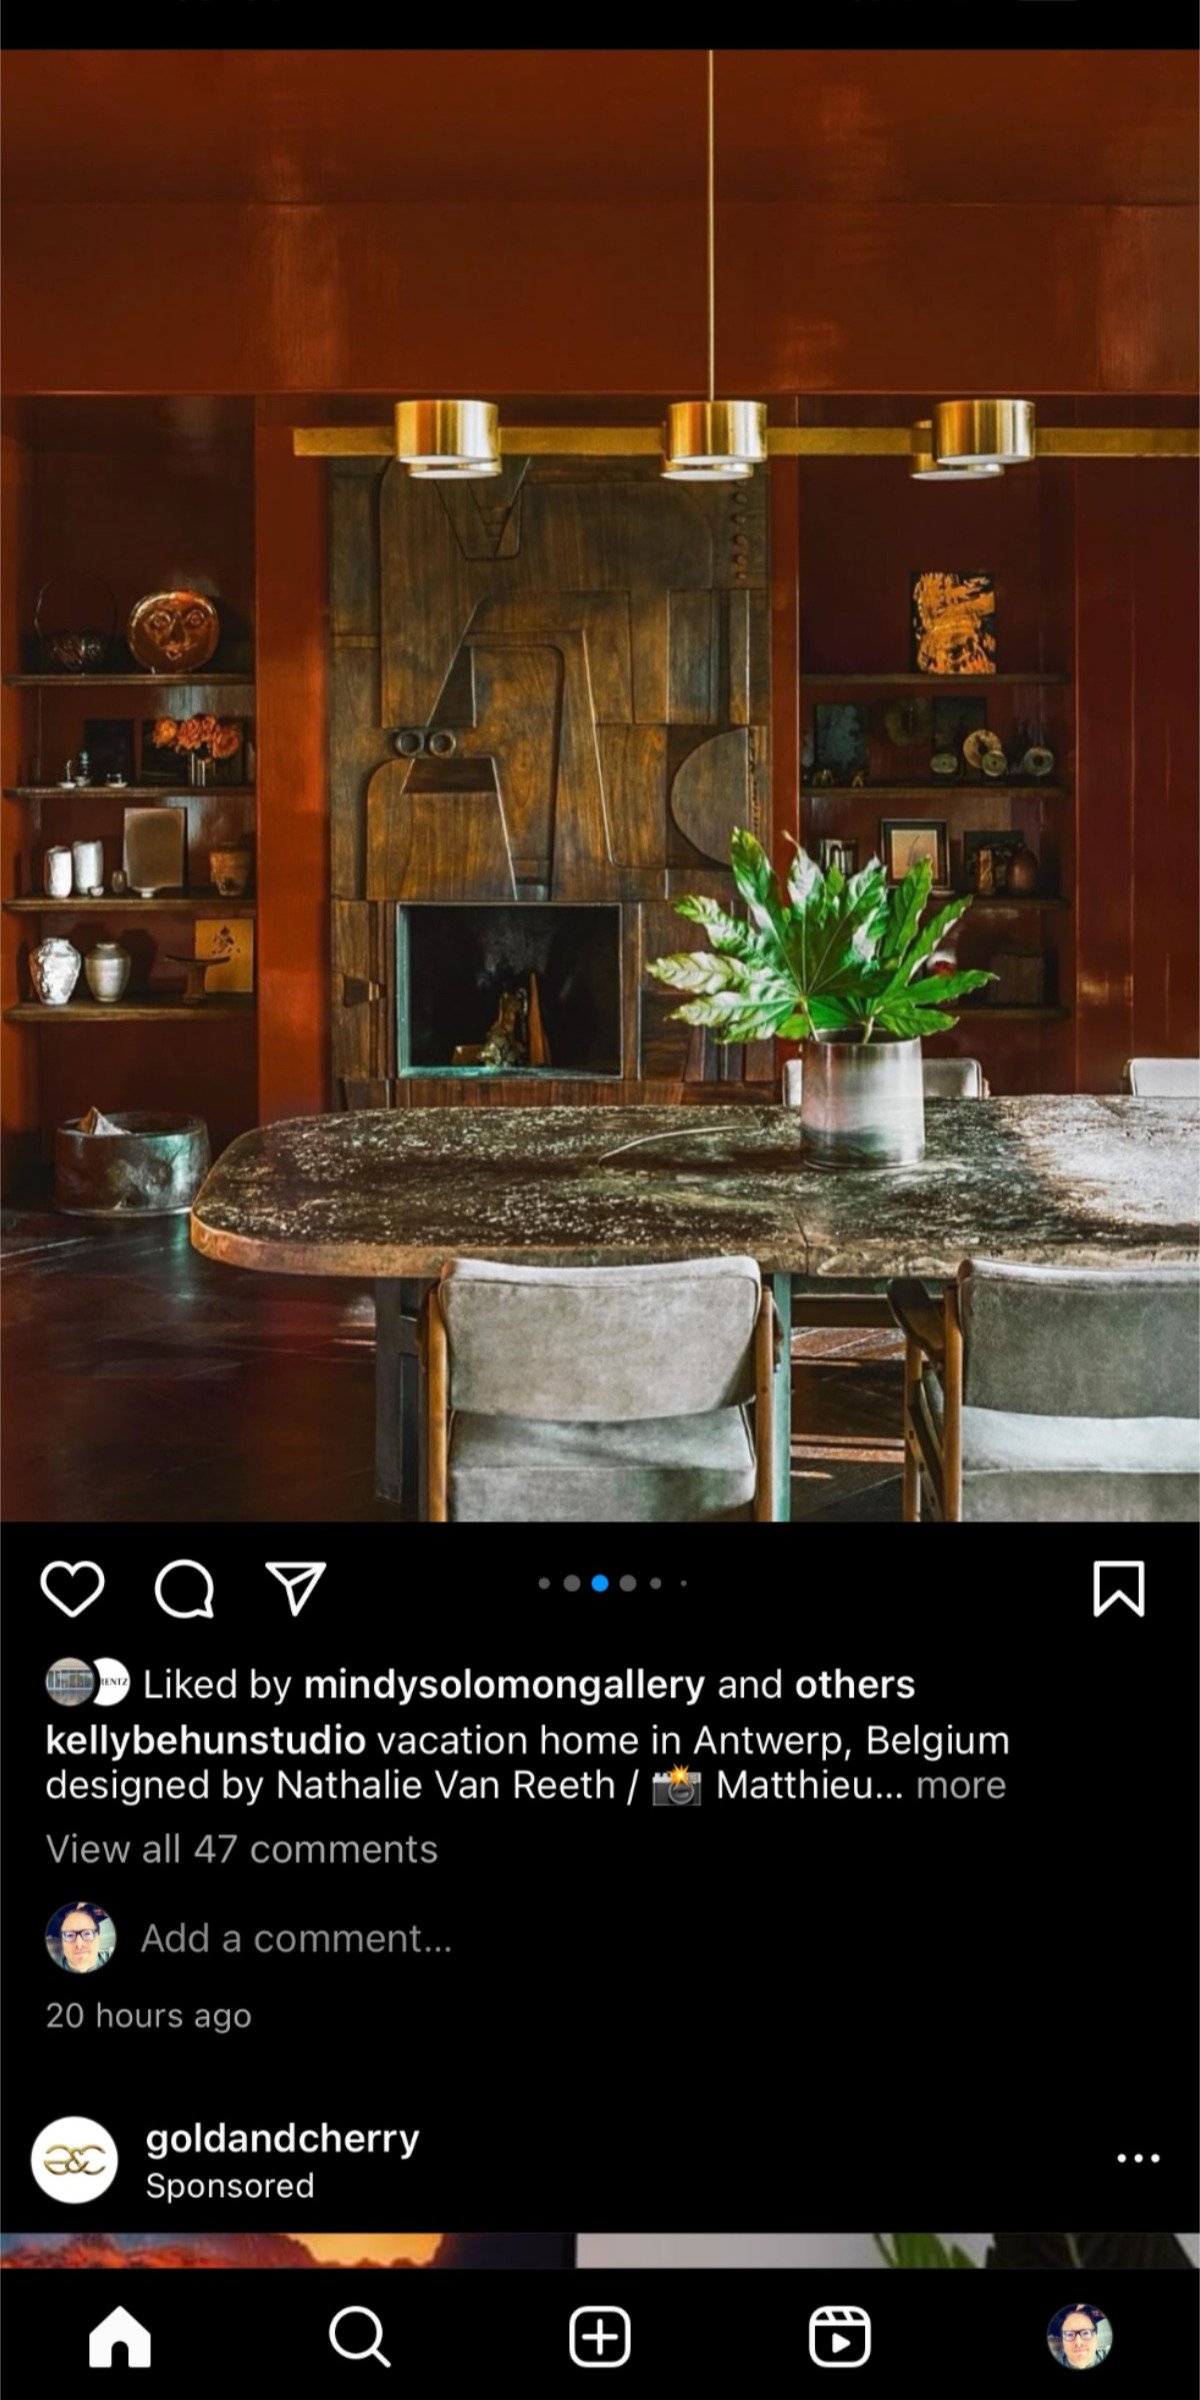 RENTZ
Liked by mindysolomongallery and others
kellybehunstudio vacation home in Antwerp, Belgium
designed by Nathalie Van Reeth / 📸 Matthieu... more
View all 47 comments
Add a comment...
20 hours ago
goldandcherry
Sponsored